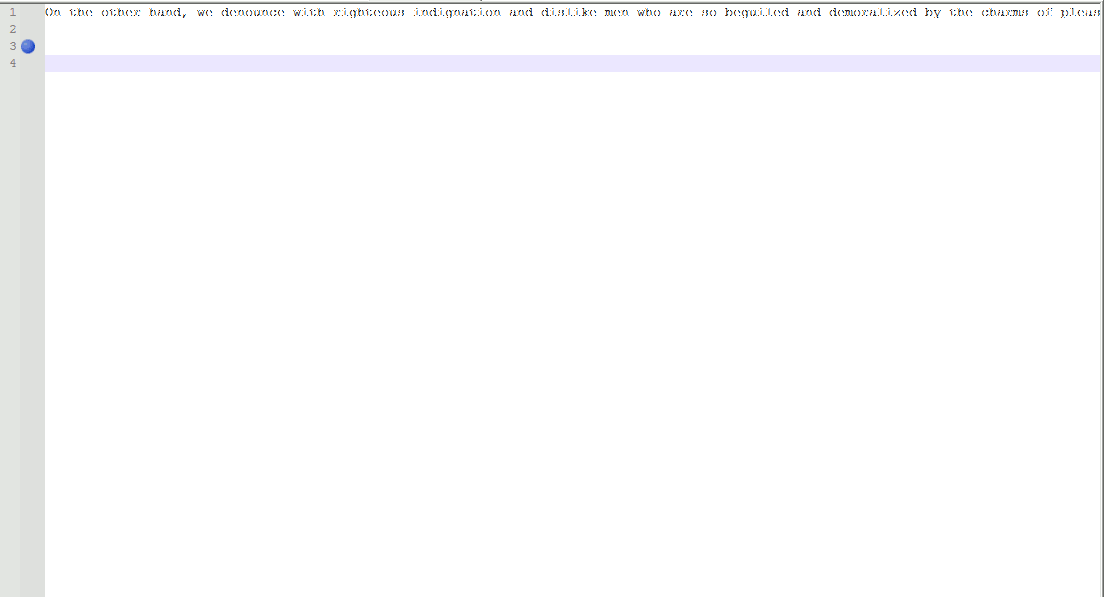 1 On the other hand, we denounce with righteous indignation and dislike men who are so beguiled and demoralized by the charms of pleas
2
3
4